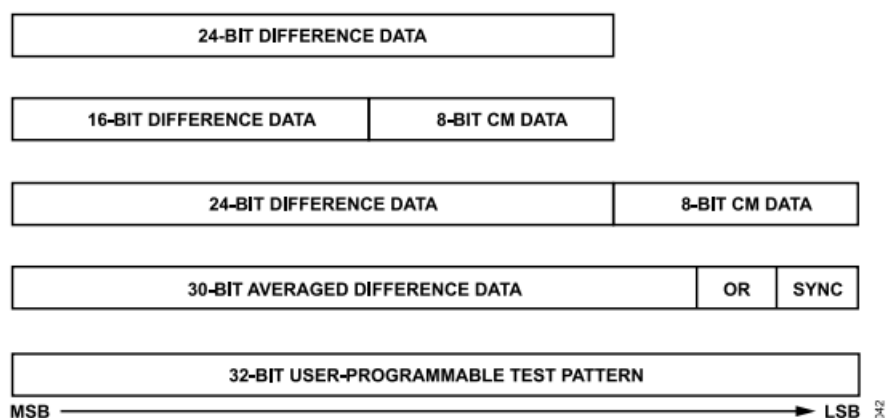 24-BIT DIFFERENCE DATA
16-BIT DIFFERENCE DATA 8-BIT CM DATA
24-BIT DIFFERENCE DATA 8-BIT CM DATA
30-BIT AVERAGED DIFFERENCE DATA OR SYNC
32-BIT USER-PROGRAMMABLE TEST PATTERN
MSB LSB
042